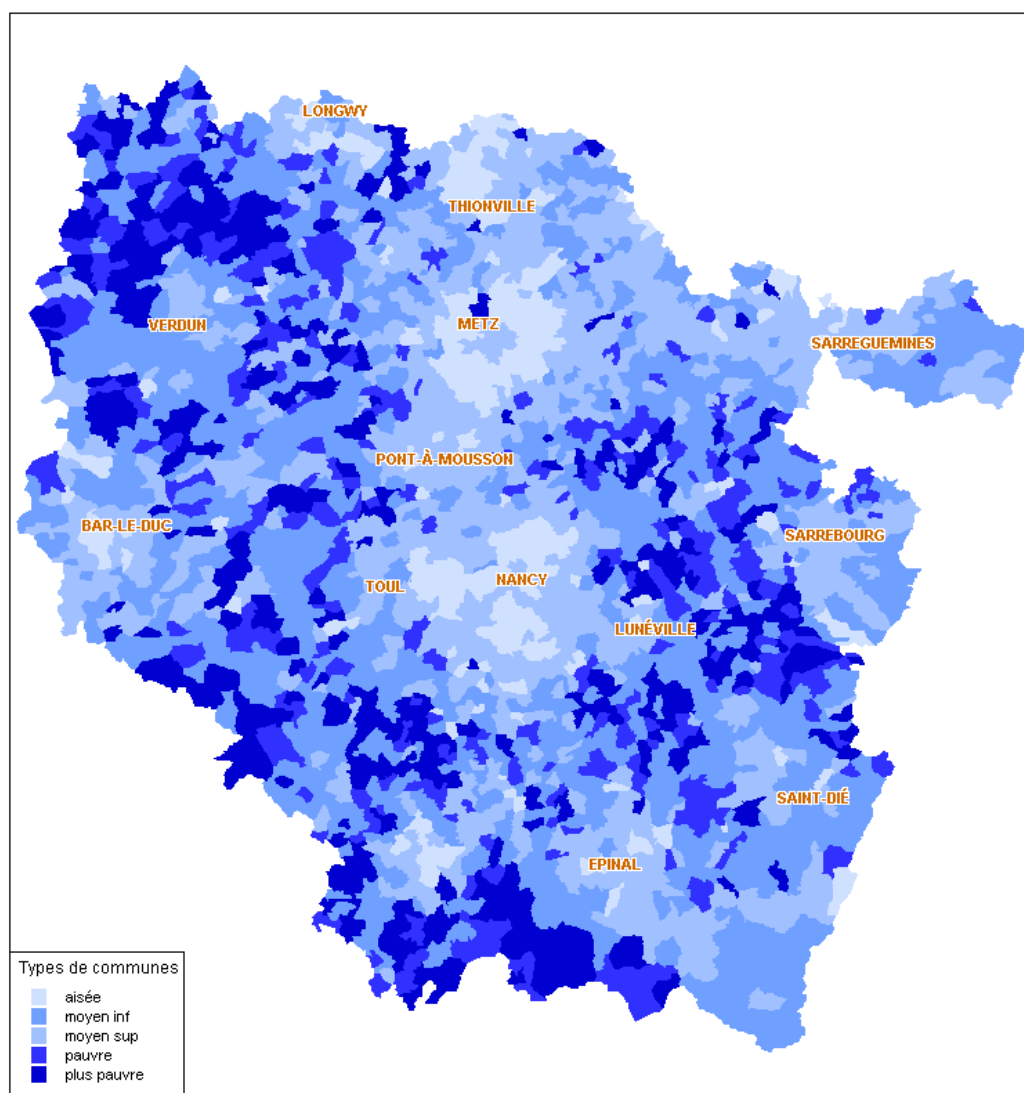 LONGWY
THIONVILLE
VERDUN
METZ
SARREGUEMINES
PONT-À-MOUSSON
BAR-LE-DUC
SARREBOURG
TOUL
NANCY
LUNÉVILLE
SAINT-DIÉ
EPINAL
Types de communes
aisée
moyen inf
moyen sup
pauvre
plus pauvre